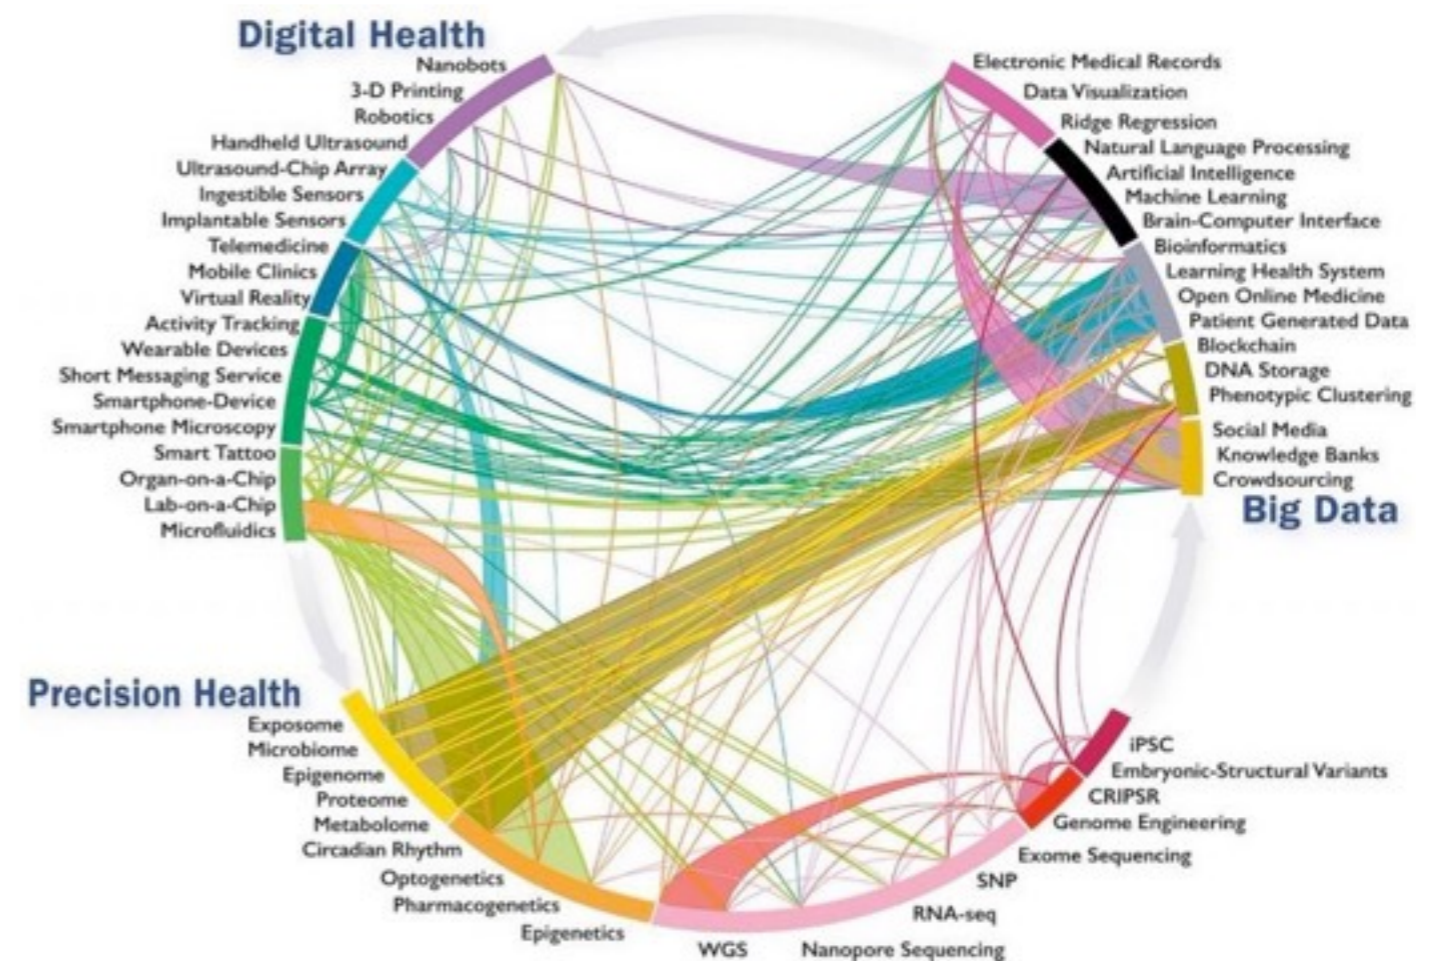 Digital Health
Nanobots
3-D Printing
Robotics
Handheld Ultrasound
Ultrasound-Chip Array
Ingestible Sensors
Implantable Sensors
Telemedicine
Mobile Clinics
Virtual Reality
Activity Tracking
Wearable Devices
Short Messaging Service
Smartphone-Device
Smartphone Microscopy
Smart Tattoo
Organ-on-a-Chip
Lab-on-a-Chip
Microfluidics
Electronic Medical Records
Data Visualization
Ridge Regression
Natural Language Processing
Artificial Intelligence
Machine Learning
Brain-Computer Interface
Bioinformatics
Learning Health System
Open Online Medicine
Patient Generated Data
Blockchain
DNA Storage
Phenotypic Clustering
Social Media
Knowledge Banks
Crowdsourcing
Big Data
Precision Health
Exposome
Microbiome
Epigenome
Proteome
Metabolome
Circadian Rhythm
Optogenetics
Pharmacogenetics
Epigenetics
WGS
Nanopore Sequencing
RNA-seq
SNP
Exome Sequencing
Genome Engineering
CRIPSR
Embryonic-Structural Variants
iPSC